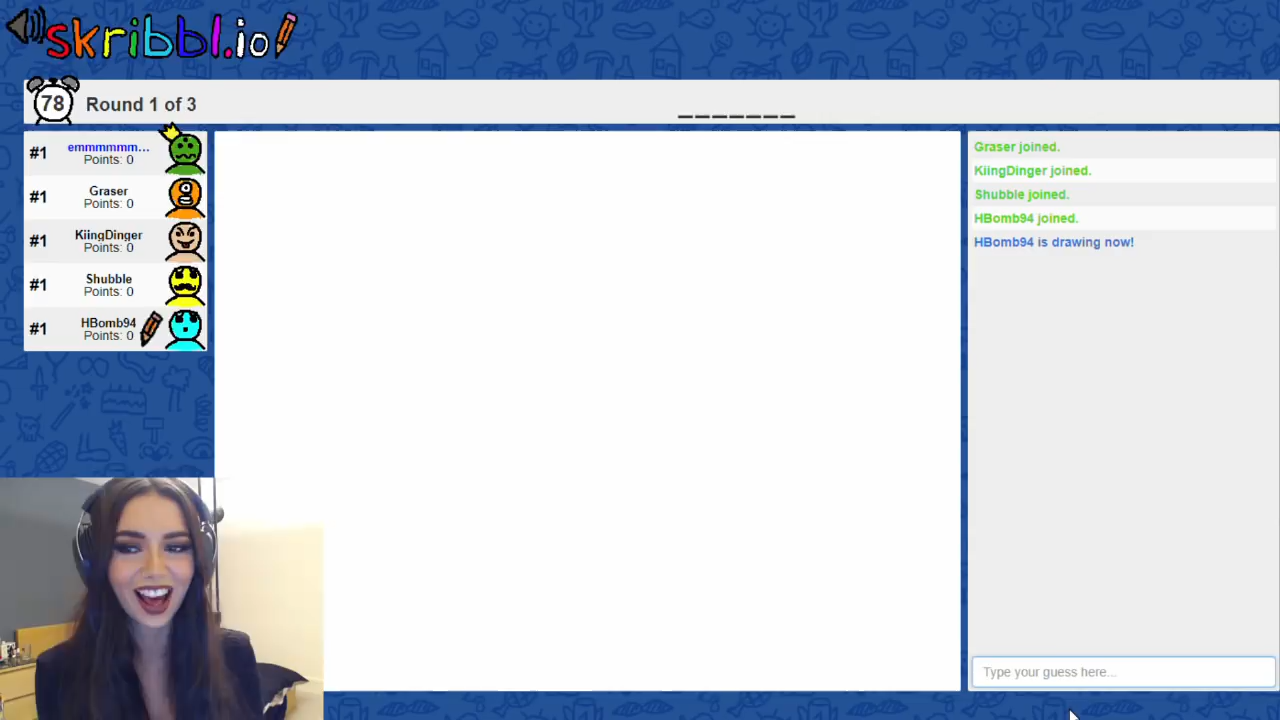 skribbl.io
78
Round 1 of 3
_______
#1
emmmmmm...
Points: 0
#1
Graser
Points: 0
#1
KiingDinger
Points: 0
#1
Shubble
Points: 0
#1
HBomb94
Points: 0
Graser joined.
KiingDinger joined.
Shubble joined.
HBomb94 joined.
HBomb94 is drawing now!
Type your guess here...